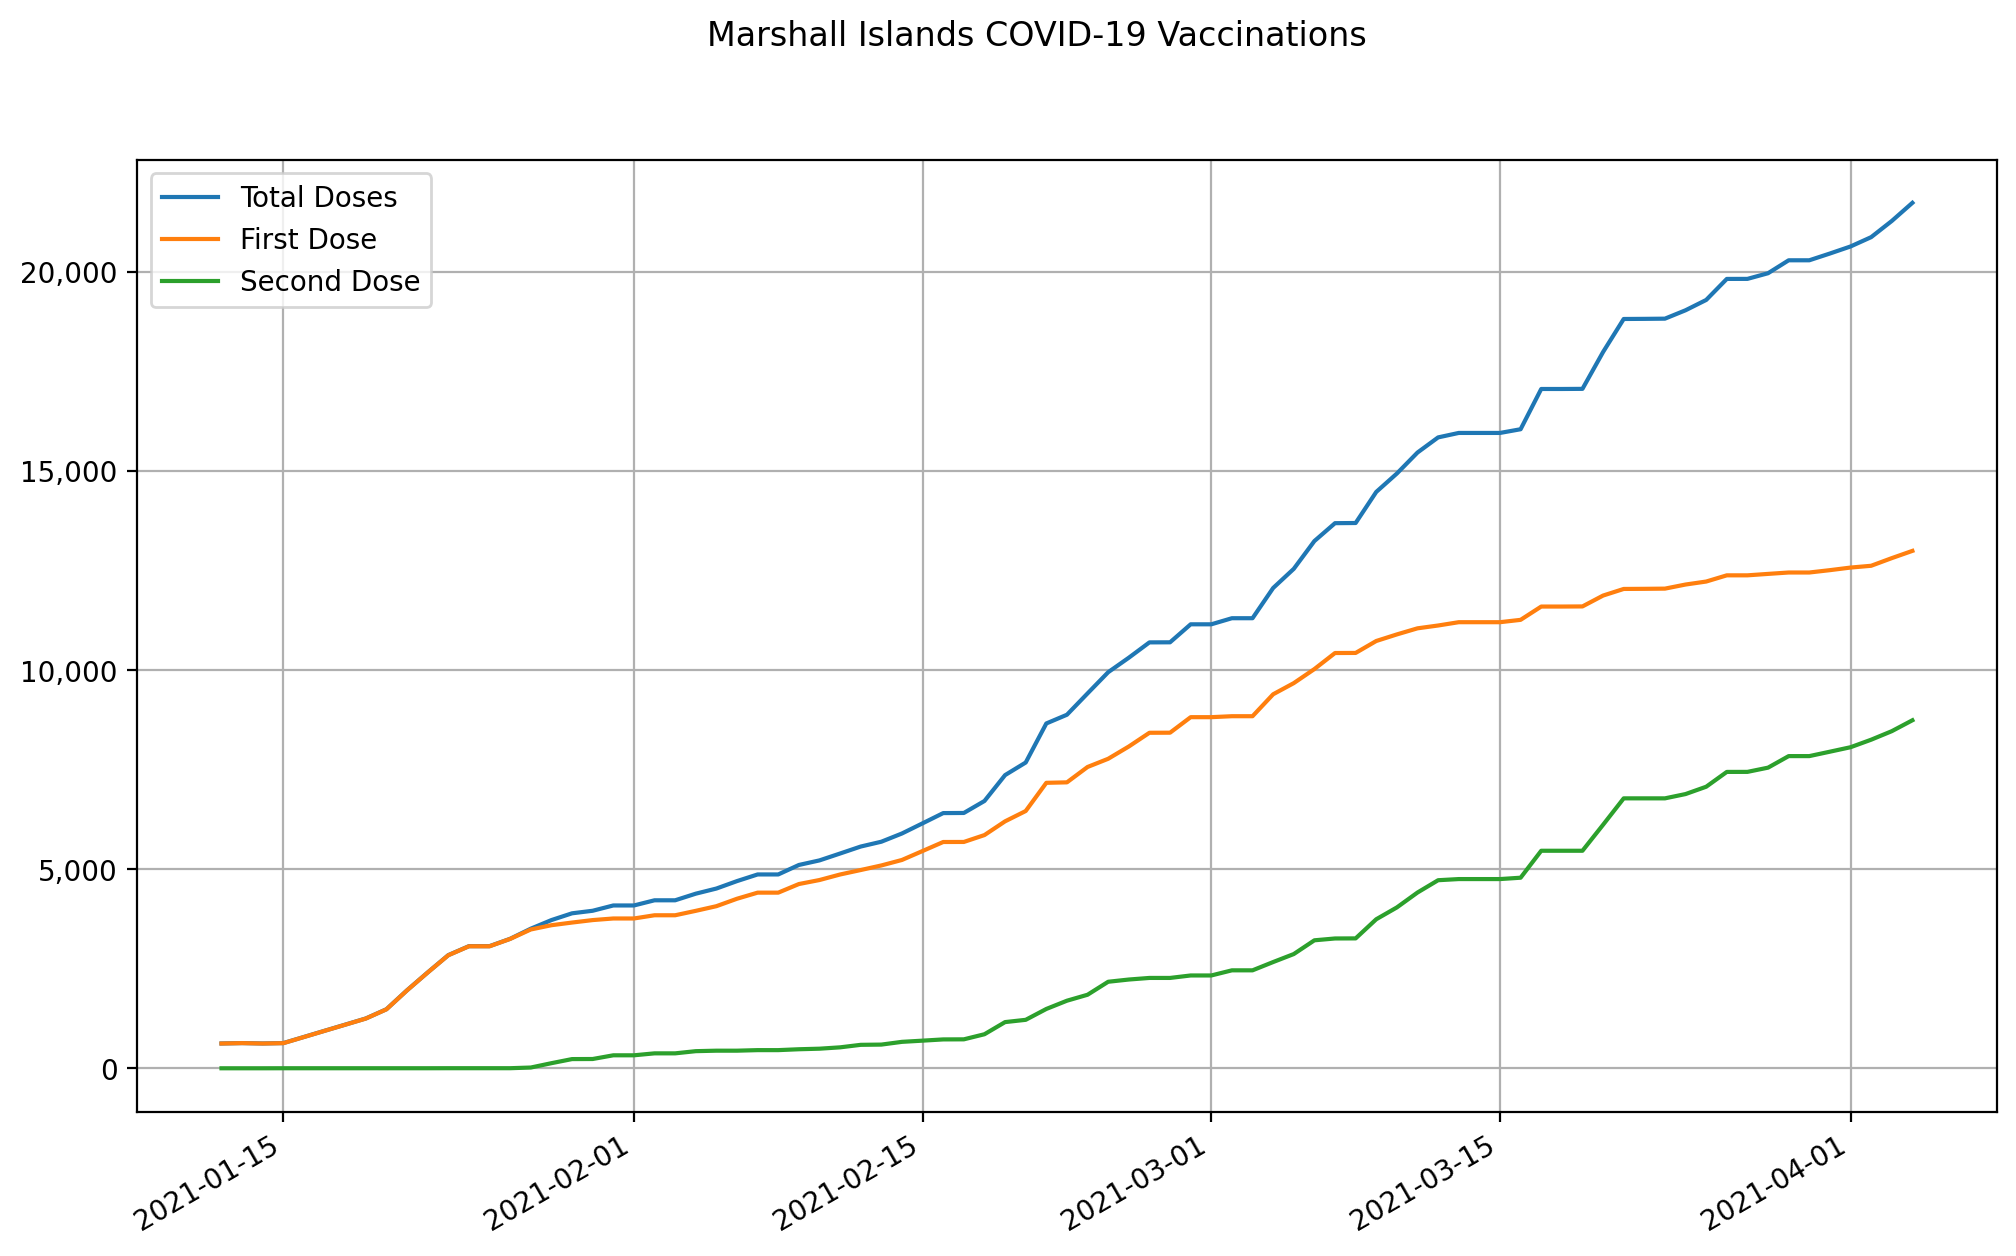 Marshall Islands COVID-19 Vaccinations
Total Doses
First Dose
Second Dose
20,000
15,000
10,000
5,000
0
2021-01-15
2021-02-01
2021-02-15
2021-03-01
2021-03-15
2021-04-01